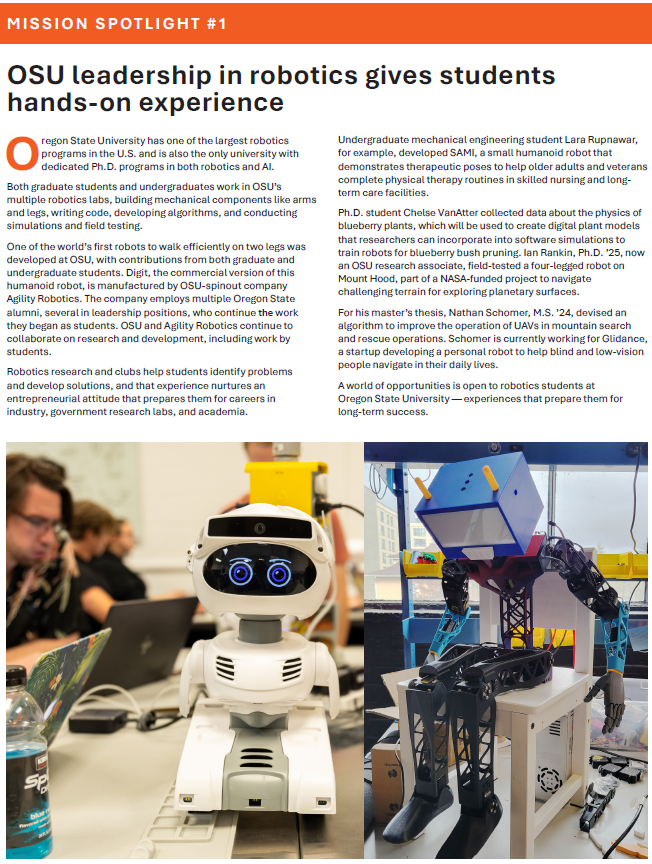 MISSION SPOTLIGHT #1
OSU leadership in robotics gives students
hands-on experience
Oregon State University has one of the largest robotics
programs in the U.S. and is also the only university with
dedicated Ph.D. programs in both robotics and AI.
Both graduate students and undergraduates work in OSU's
multiple robotics labs, building mechanical components like arms
and legs, writing code, developing algorithms, and conducting
simulations and field testing.
One of the world's first robots to walk efficiently on two legs was
developed at OSU, with contributions from both graduate and
undergraduate students. Digit, the commercial version of this
humanoid robot, is manufactured by OSU-spinout company
Agility Robotics. The company employs multiple Oregon State
alumni, several in leadership positions, who continue the work
they began as students. OSU and Agility Robotics continue to
collaborate on research and development, including work by
students.
Robotics research and clubs help students identify problems
and develop solutions, and that experience nurtures an
entrepreneurial attitude that prepares them for careers in
industry, government research labs, and academia.
Undergraduate mechanical engineering student Lara Rupnawar,
for example, developed SAMI, a small humanoid robot that
demonstrates therapeutic poses to help older adults and veterans
complete physical therapy routines in skilled nursing and long-
term care facilities.
Ph.D. student Chelse VanAtter collected data about the physics of
blueberry plants, which will be used to create digital plant models
that researchers can incorporate into software simulations to
train robots for blueberry bush pruning. Ian Rankin, Ph.D. '25, now
an OSU research associate, field-tested a four-legged robot on
Mount Hood, part of a NASA-funded project to navigate
challenging terrain for exploring planetary surfaces.
For his master's thesis, Nathan Schomer, M.S. '24, devised an
algorithm to improve the operation of UAVs in mountain search
and rescue operations. Schomer is currently working for Glidance,
a startup developing a personal robot to help blind and low-vision
people navigate in their daily lives.
A world of opportunities is open to robotics students at
Oregon State University — experiences that prepare them for
long-term success.